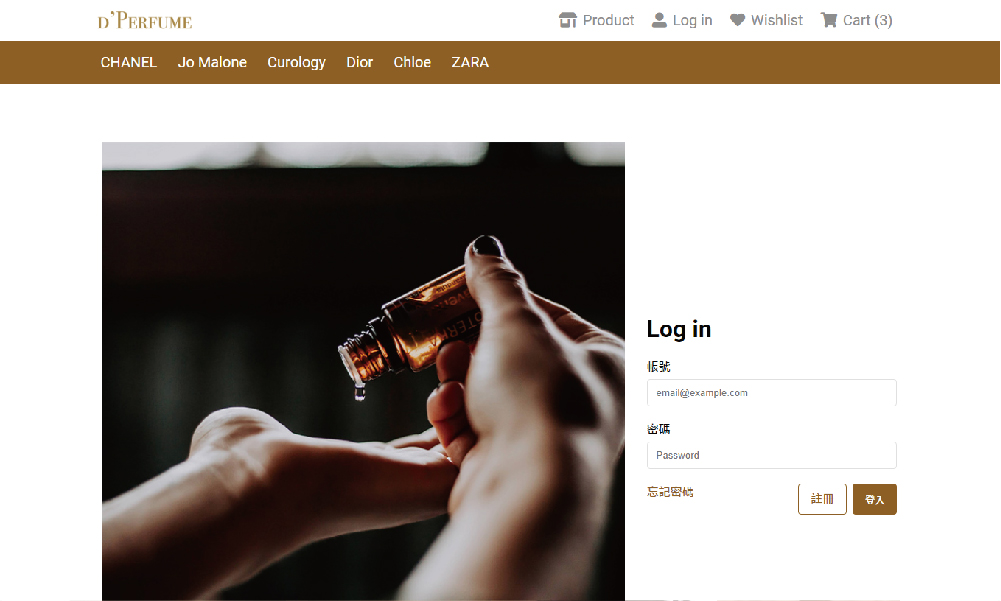 D'PERFUME
Product Log in Wishlist Cart (3)
CHANEL Jo Malone Curology Dior Chloe ZARA
Log in
帳號
email@example.com
密碼
Password
忘記密碼 註冊 登入